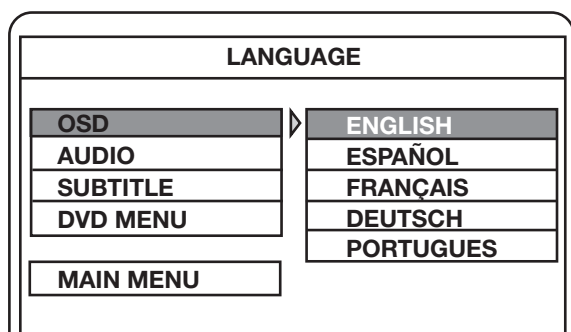 LANGUAGE
OSD
AUDIO
SUBTITLE
DVD MENU
MAIN MENU
ENGLISH
ESPAÑOL
FRANÇAIS
DEUTSCH
PORTUGUES